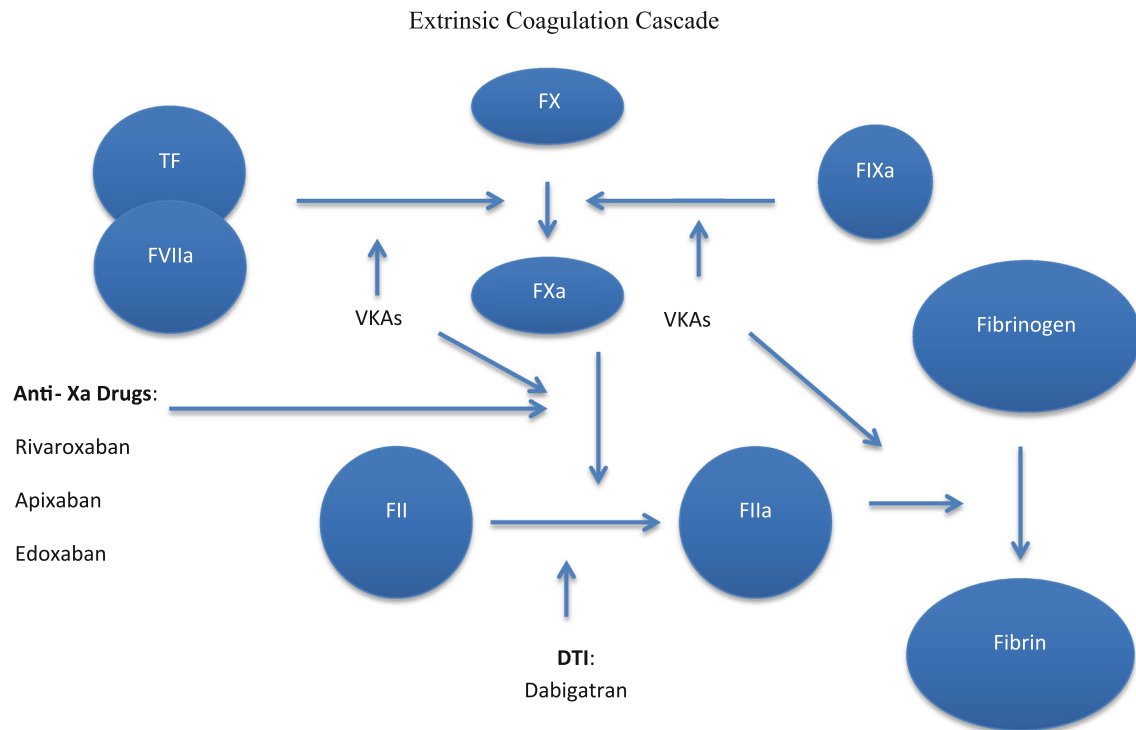 Extrinsic Coagulation Cascade
FX
TF
FIXa
FVIIa
FXa
VKAs
VKAs
Fibrinogen
Anti- Xa Drugs:
Rivaroxaban
Apixaban
Edoxaban
FII
FIIa
Fibrin
DTI:
Dabigatran